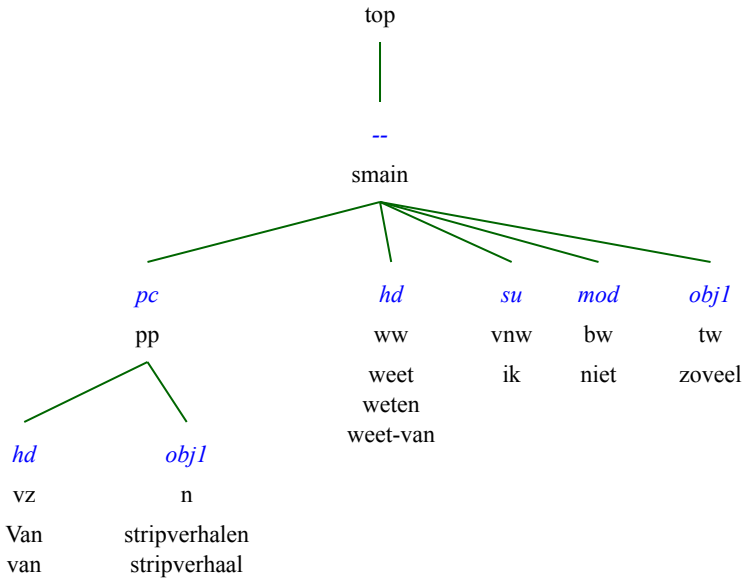 top
--
smain
pc hd su mod obj1
pp ww vnw bw tw
weet ik niet zoveel
weten
weet-van
hd obj1
vz n
Van stripverhalen
van stripverhaal